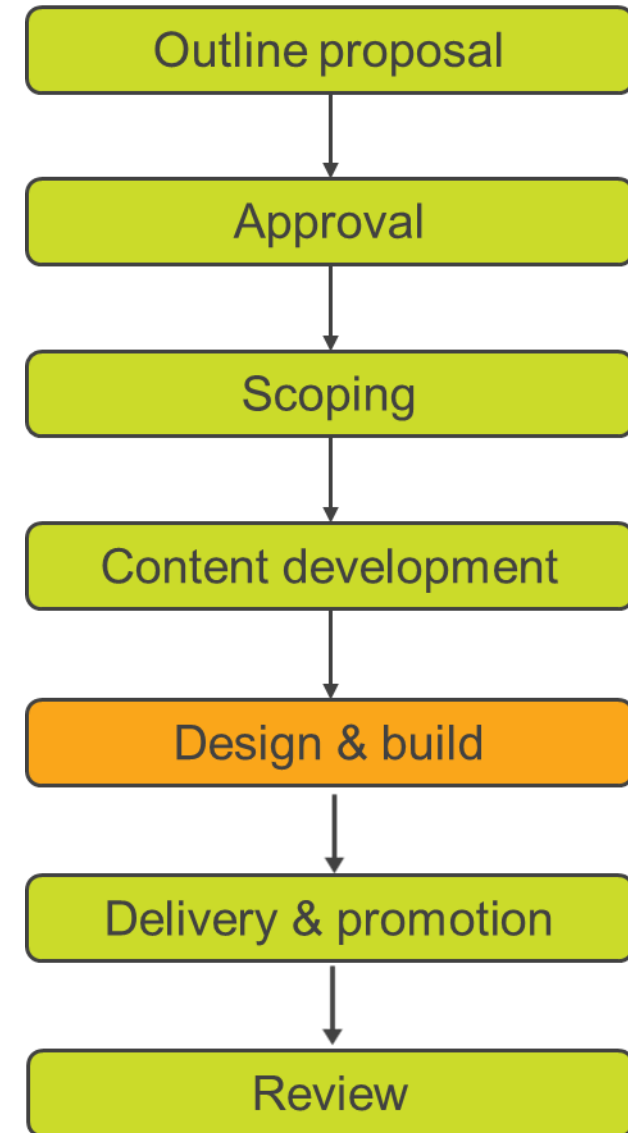 Outline proposal
Approval
Scoping
Content development
Design & build
Delivery & promotion
Review